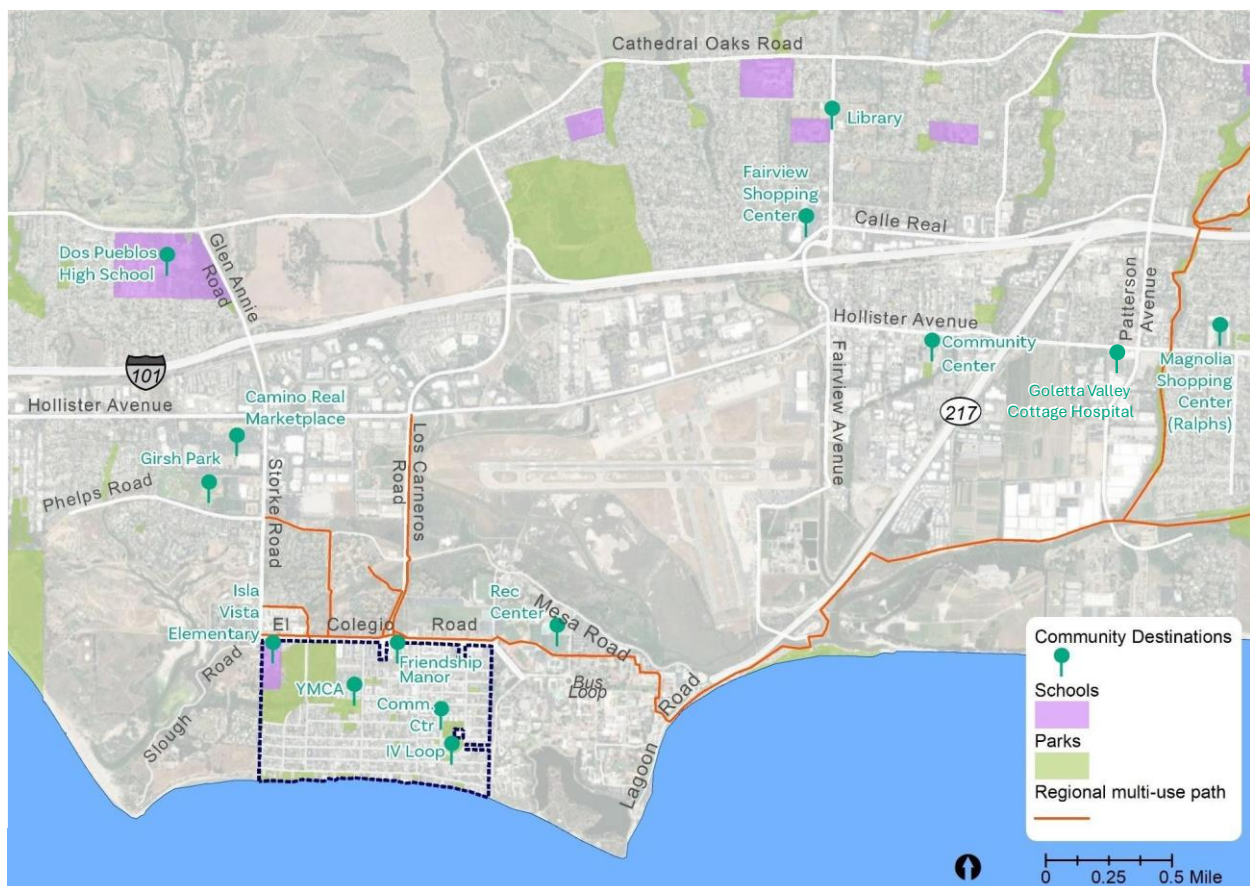 Cathedral Oaks Road
Library
Fairview
Shopping
Center
Calle Real
Dos Pueblos
High School
Glen Annie
Road
Patterson
Avenue
Hollister Avenue
Community
Center
Fairview Avenue
Magnolia
Shopping
Center
(Ralphs)
101
Goletta Valley
Cottage Hospital
Camino Real
Marketplace
Hollister Avenue
217
Los Carneros
Road
Girsh Park
Phelps Road
Storke Road
Isla
Vista
Elementary
El Colegio Road
Rec
Center
Mesa Road
Friendship
Manor
YMCA
Bus
Loop
Comm.
Ctr
IV Loop
Slough Road
Lagoon Road
Community Destinations
Schools
Parks
Regional multi-use path
0 0.25 0.5 Mile